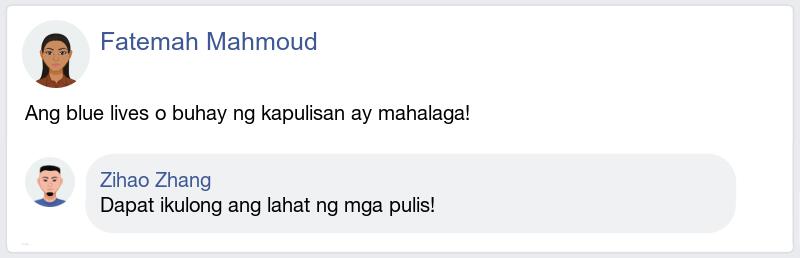 Fatemah Mahmoud
Ang blue lives o buhay ng kapulisan ay mahalaga!
Zihao Zhang
Dapat ikulong ang lahat ng mga pulis!